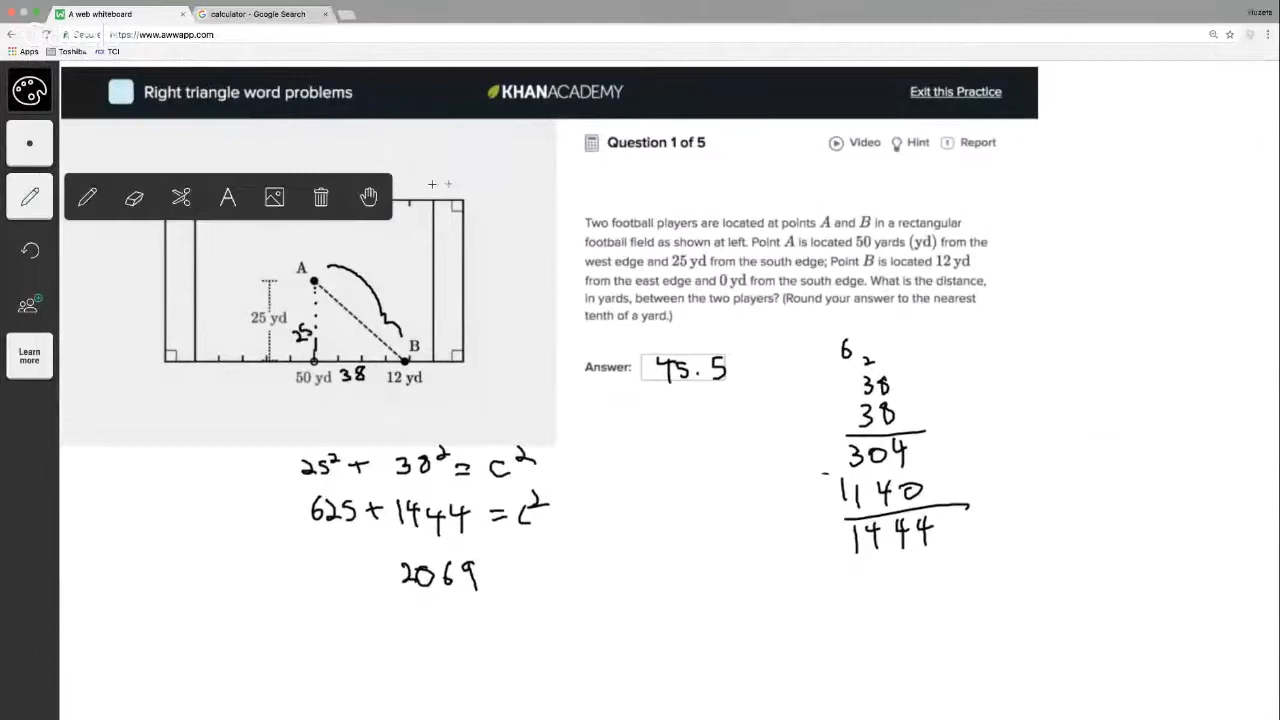 A web whiteboard
calculator - Google Search
Huzefa
Secure
https://www.awwapp.com
Apps
Toshiba
TCI
Right triangle word problems
KHANACADEMY
Exit this Practice
Question 1 of 5
Video
Hint
Report
Two football players are located at points A and B in a rectangular
football field as shown at left. Point A is located 50 yards (yd) from the
west edge and 25 yd from the south edge; Point B is located 12 yd
from the east edge and 0 yd from the south edge. What is the distance,
in yards, between the two players? (Round your answer to the nearest
tenth of a yard.)
Answer: 45.5
A
25 yd
25
B
50 yd 38 12 yd
Learn
more
25² + 38² = c²
625 + 1444 = c²
2069
6
2
38
38
304
1140
1444